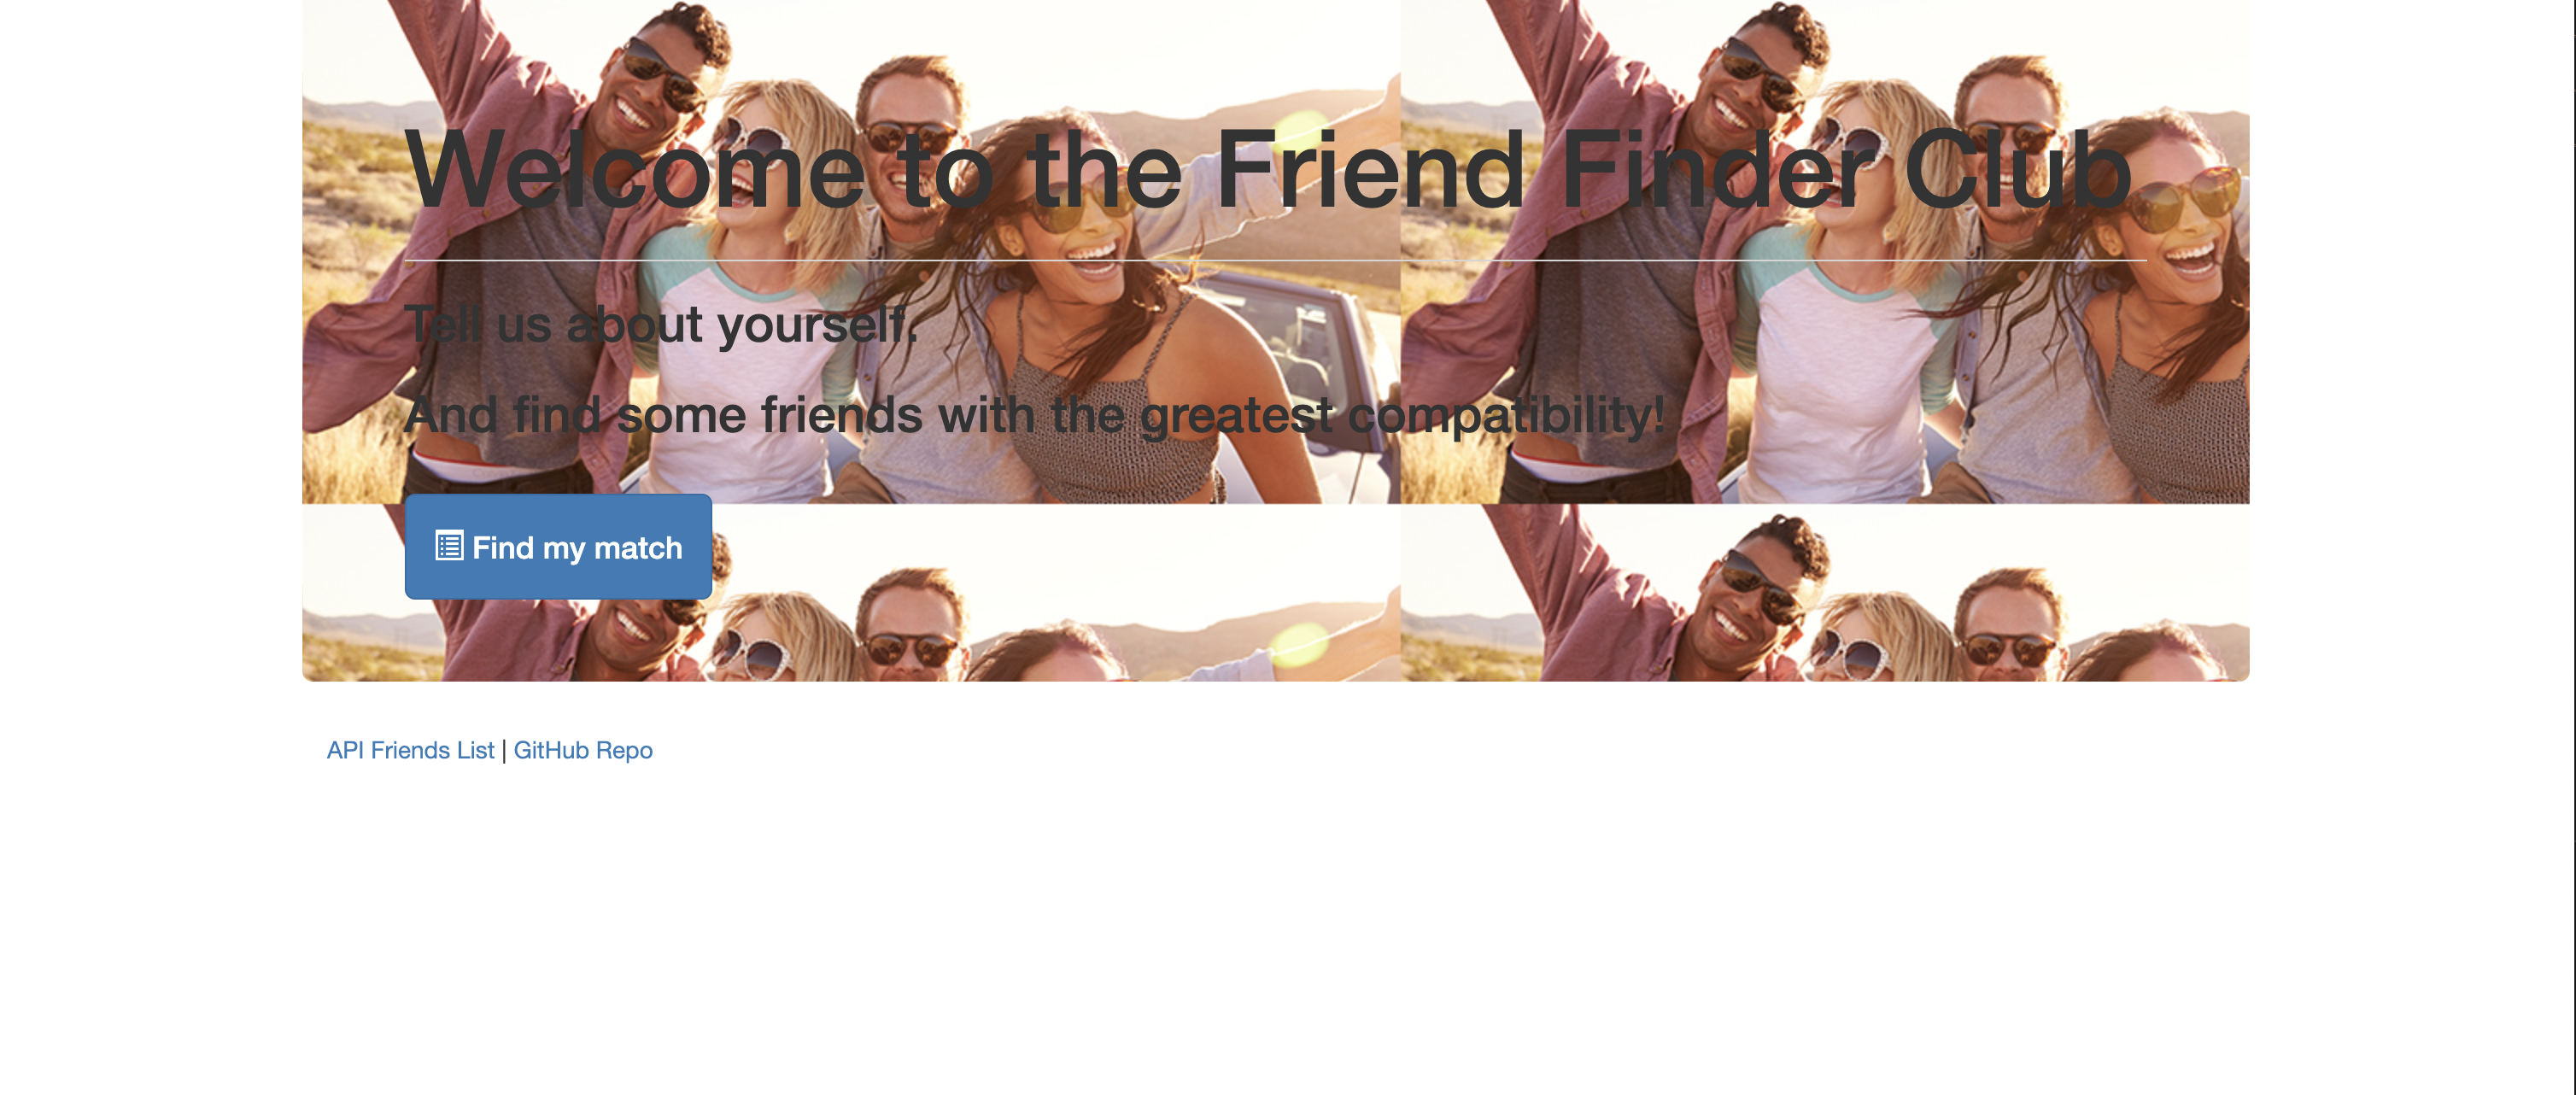 Welcome to the Friend Finder Club
Tell us about yourself.
And find some friends with the greatest compatibility!
Find my match
API Friends List | GitHub Repo